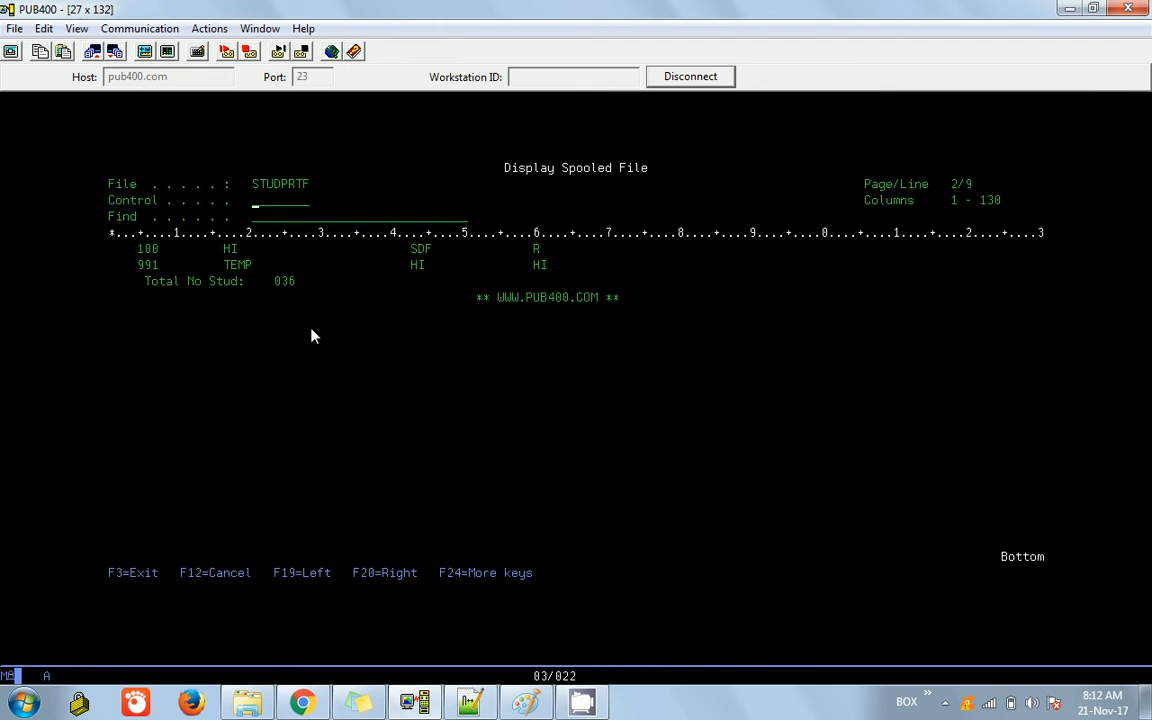 PUB400 - [27 x 132]
File Edit View Communication Actions Window Help
Host: pub400.com Port: 23 Workstation ID: Disconnect
Display Spooled File
File . . . . . : STUDPRTF Page/Line 2/9
Control . . . . . Columns 1 - 130
Find . . . . . .
*...+....1....+....2....+....3....+....4....+....5....+....6....+....7....+....8....+....9....+....0....+....1....+....2....+....3
100 HI SDF R
991 TEMP HI HI
Total No Stud: 036
** WWW.PUB400.COM **
Bottom
F3=Exit F12=Cancel F19=Left F20=Right F24=More keys
A 03/022
BOX 8:12 AM
21-Nov-17